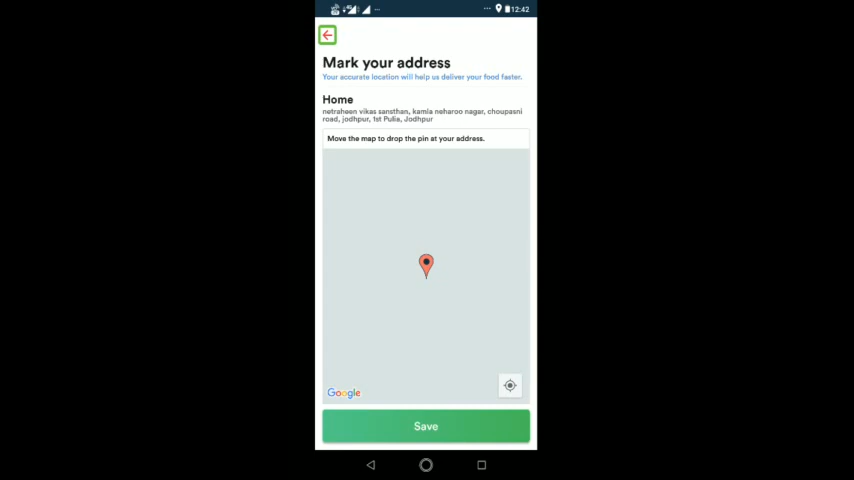 12:42
Mark your address
Your accurate location will help us deliver your food faster.
Home
netraheen vikas sansthan, kamla neharoo nagar, choupasni
road, jodhpur, 1st Pulia, Jodhpur
Move the map to drop the pin at your address.
Google
Save